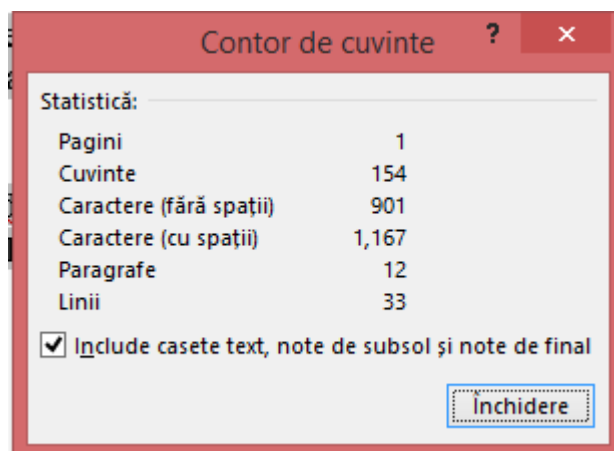 Contor de cuvinte ? ×
Statistică:
Pagini 1
Cuvinte 154
Caractere (fără spații) 901
Caractere (cu spații) 1,167
Paragrafe 12
Linii 33
Include casete text, note de subsol și note de final
Închidere